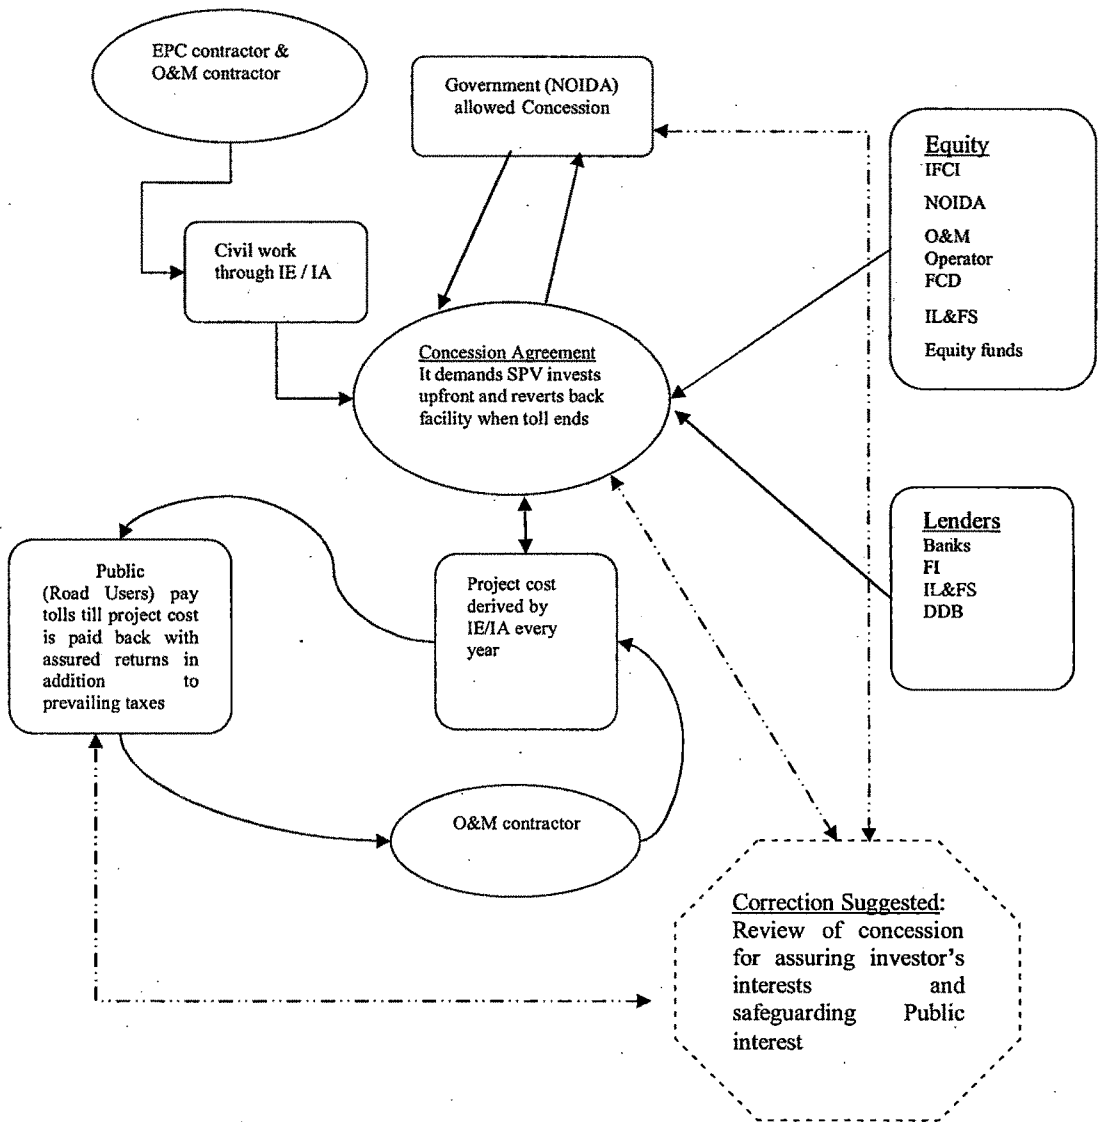 EPC contractor &
O&M contractor
Government (NOIDA)
allowed Concession
Equity
IFCI
NOIDA
O&M
Operator
FCD
IL&FS
Equity funds
Civil work
through IE / IA
Concession Agreement
It demands SPV invests
upfront and reverts back
facility when toll ends
Lenders
Banks
FI
IL&FS
DDB
Public
(Road Users) pay
tolls till project cost
is paid back with
assured returns in
addition to
prevailing taxes
Project cost
derived by
IE/IA every
year
O&M contractor
Correction Suggested:
Review of concession
for assuring investor's
interests and
safeguarding Public
interest